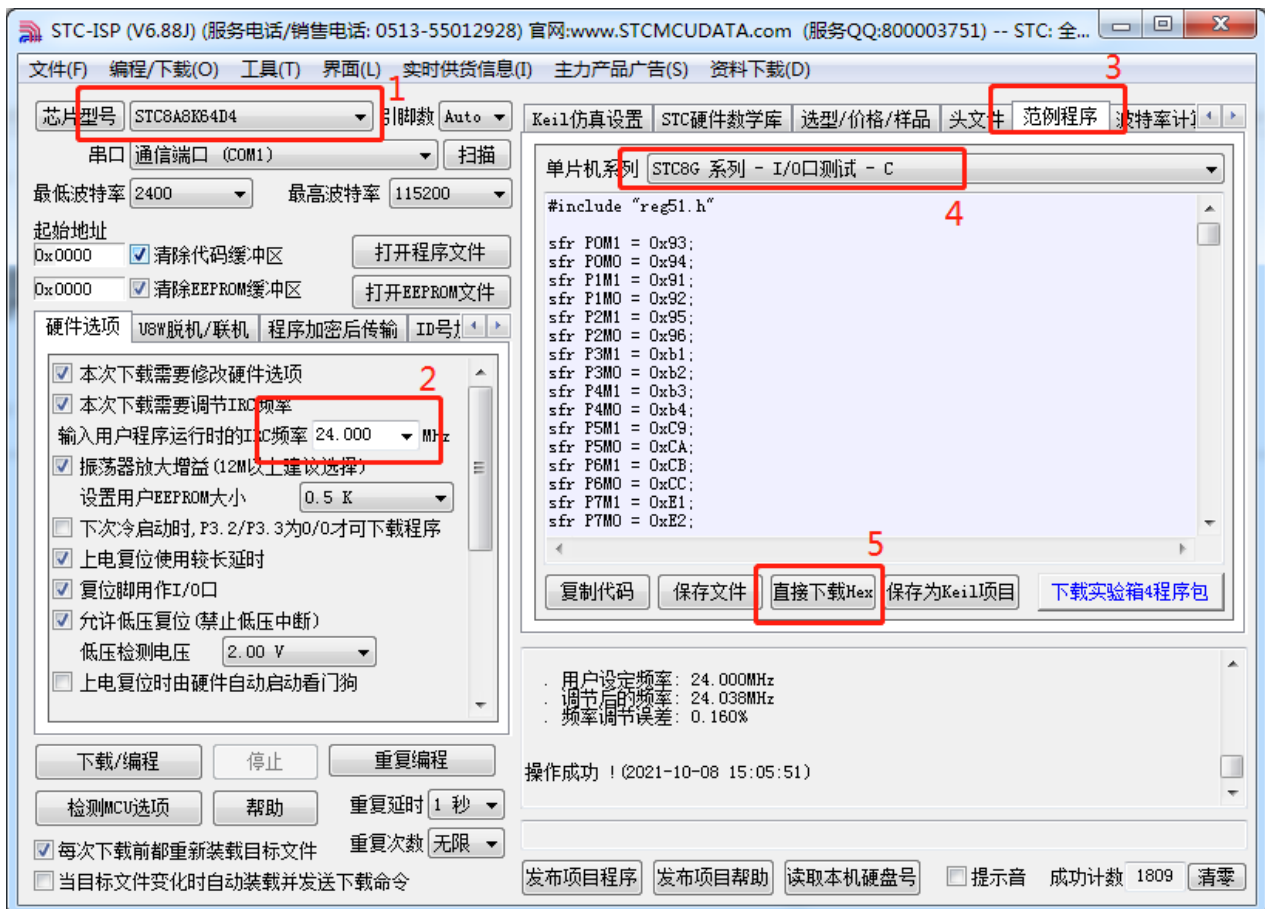 STC-ISP (V6.88J) (服务电话/销售电话: 0513-55012928) 官网:www.STCMCUDATA.com (服务QQ:800003751) -- STC: 全...
文件(F) 编程/下载(O) 工具(T) 界面(L) 实时供货信息(I) 主力产品广告(S) 资料下载(D)
1
3
芯片型号 STC8A8K64D4 引脚数 Auto
串口 通信端口 (COM1) 扫描
最低波特率 2400 最高波特率 115200
起始地址
0x0000 清除代码缓冲区 打开程序文件
0x0000 清除EEPROM缓冲区 打开EEPROM文件
硬件选项 U8W脱机/联机 程序加密后传输 ID号
本次下载需要修改硬件选项
2
本次下载需要调节IRC频率
输入用户程序运行时的IRC频率 24.000 MHz
振荡器放大增益(12M以上建议选择)
设置用户EEPROM大小 0.5 K
下次冷启动时,P3.2/P3.3为0/0才可下载程序
上电复位使用较长延时
复位脚用作I/O口
允许低压复位(禁止低压中断)
低压检测电压 2.00 V
上电复位时由硬件自动启动看门狗
下载/编程 停止 重复编程
检测MCU选项 帮助 重复延时 1 秒
每次下载前都重新装载目标文件 重复次数 无限
当目标文件变化时自动装载并发送下载命令
Keil仿真设置 STC硬件数学库 选型/价格/样品 头文件 范例程序 波特率计
单片机系列 STC8G 系列 - I/O口测试 - C
4
#include "reg51.h"
sfr P0M1 = 0x93;
sfr P0M0 = 0x94;
sfr P1M1 = 0x91;
sfr P1M0 = 0x92;
sfr P2M1 = 0x95;
sfr P2M0 = 0x96;
sfr P3M1 = 0xb1;
sfr P3M0 = 0xb2;
sfr P4M1 = 0xb3;
sfr P4M0 = 0xb4;
sfr P5M1 = 0xC9;
sfr P5M0 = 0xCA;
sfr P6M1 = 0xCB;
sfr P6M0 = 0xCC;
sfr P7M1 = 0xE1;
sfr P7M0 = 0xE2;
5
复制代码 保存文件 直接下载Hex 保存为Keil项目 下载实验箱4程序包
. 用户设定频率: 24.000MHz
. 调节后的频率: 24.038MHz
. 频率调节误差: 0.160%
操作成功 !(2021-10-08 15:05:51)
发布项目程序 发布项目帮助 读取本机硬盘号 提示音 成功计数 1809 清零